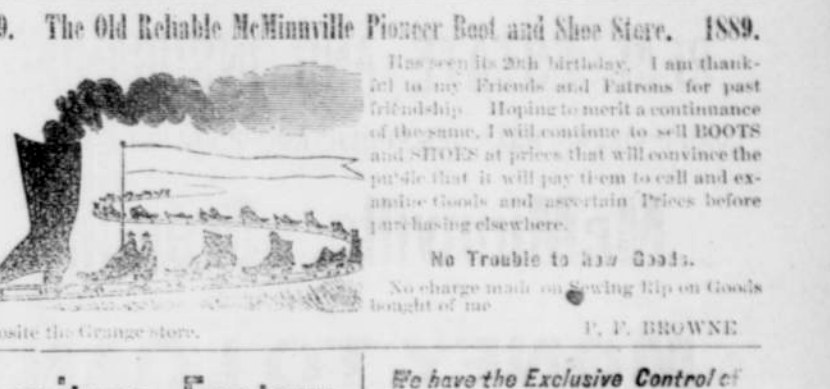 9. The Old Reliable McMinnville Pioneer Boot and Shoe Store. 1889.
Has seen its 20th birthday. I am thank-
ful to my Friends and Patrons for past
friendship. Hoping to merit a continnance
of the same, I will continue to sell BOOTS
and SHOES at prices that will convince the
public that it will pay them to call and ex-
amine Goods and ascertain Prices before
purchasing elsewhere.
No Trouble to how Goods.
No charge made on Sewing Rip on Goods
bought of me
P. F. BROWNE
osite the Grange store.
We have the Exclusive Control of